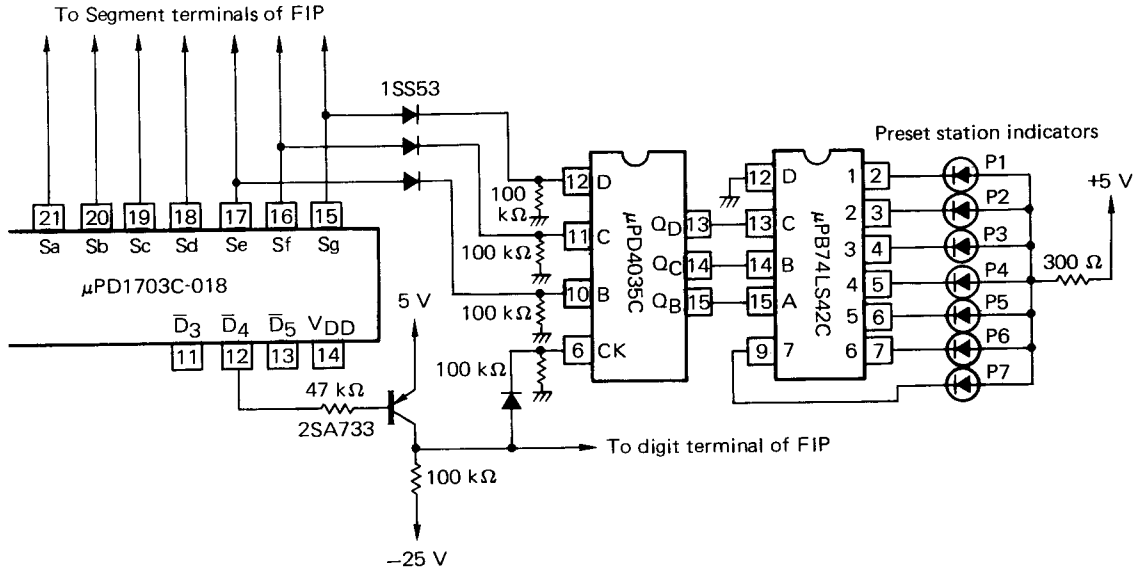 To Segment terminals of FIP
1SS53
Preset station indicators
+5 V
300 Ω
21 20 19 18 17 16 15
Sa Sb Sc Sd Se Sf Sg
μPD1703C-018
D̅3 D̅4 D̅5 VDD
11 12 13 14
47 kΩ
2SA733
5 V
100 kΩ
−25 V
To digit terminal of FIP
100 kΩ
100 kΩ
100 kΩ
100 kΩ
12 D
11 C
10 B
6 CK
μPD4035C
QD 13
QC 14
QB 15
12 D
13 C
14 B
15 A
9 7
μPB74LS42C
1 2
2 3
3 4
4 5
5 6
6 7
P1
P2
P3
P4
P5
P6
P7